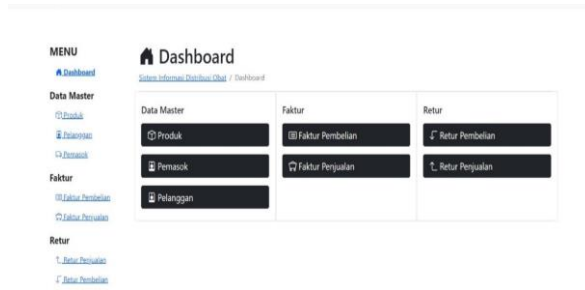 MENU
Dashboard
Data Master
Produk
Pelanggan
Pemasok
Faktur
Faktur Pembelian
Faktur Penjualan
Retur
Retur Penjualan
Retur Pembelian
Dashboard
Sistem Informasi Distribusi Obat / Dashboard
Data Master
Produk
Pemasok
Pelanggan
Faktur
Faktur Pembelian
Faktur Penjualan
Retur
Retur Pembelian
Retur Penjualan